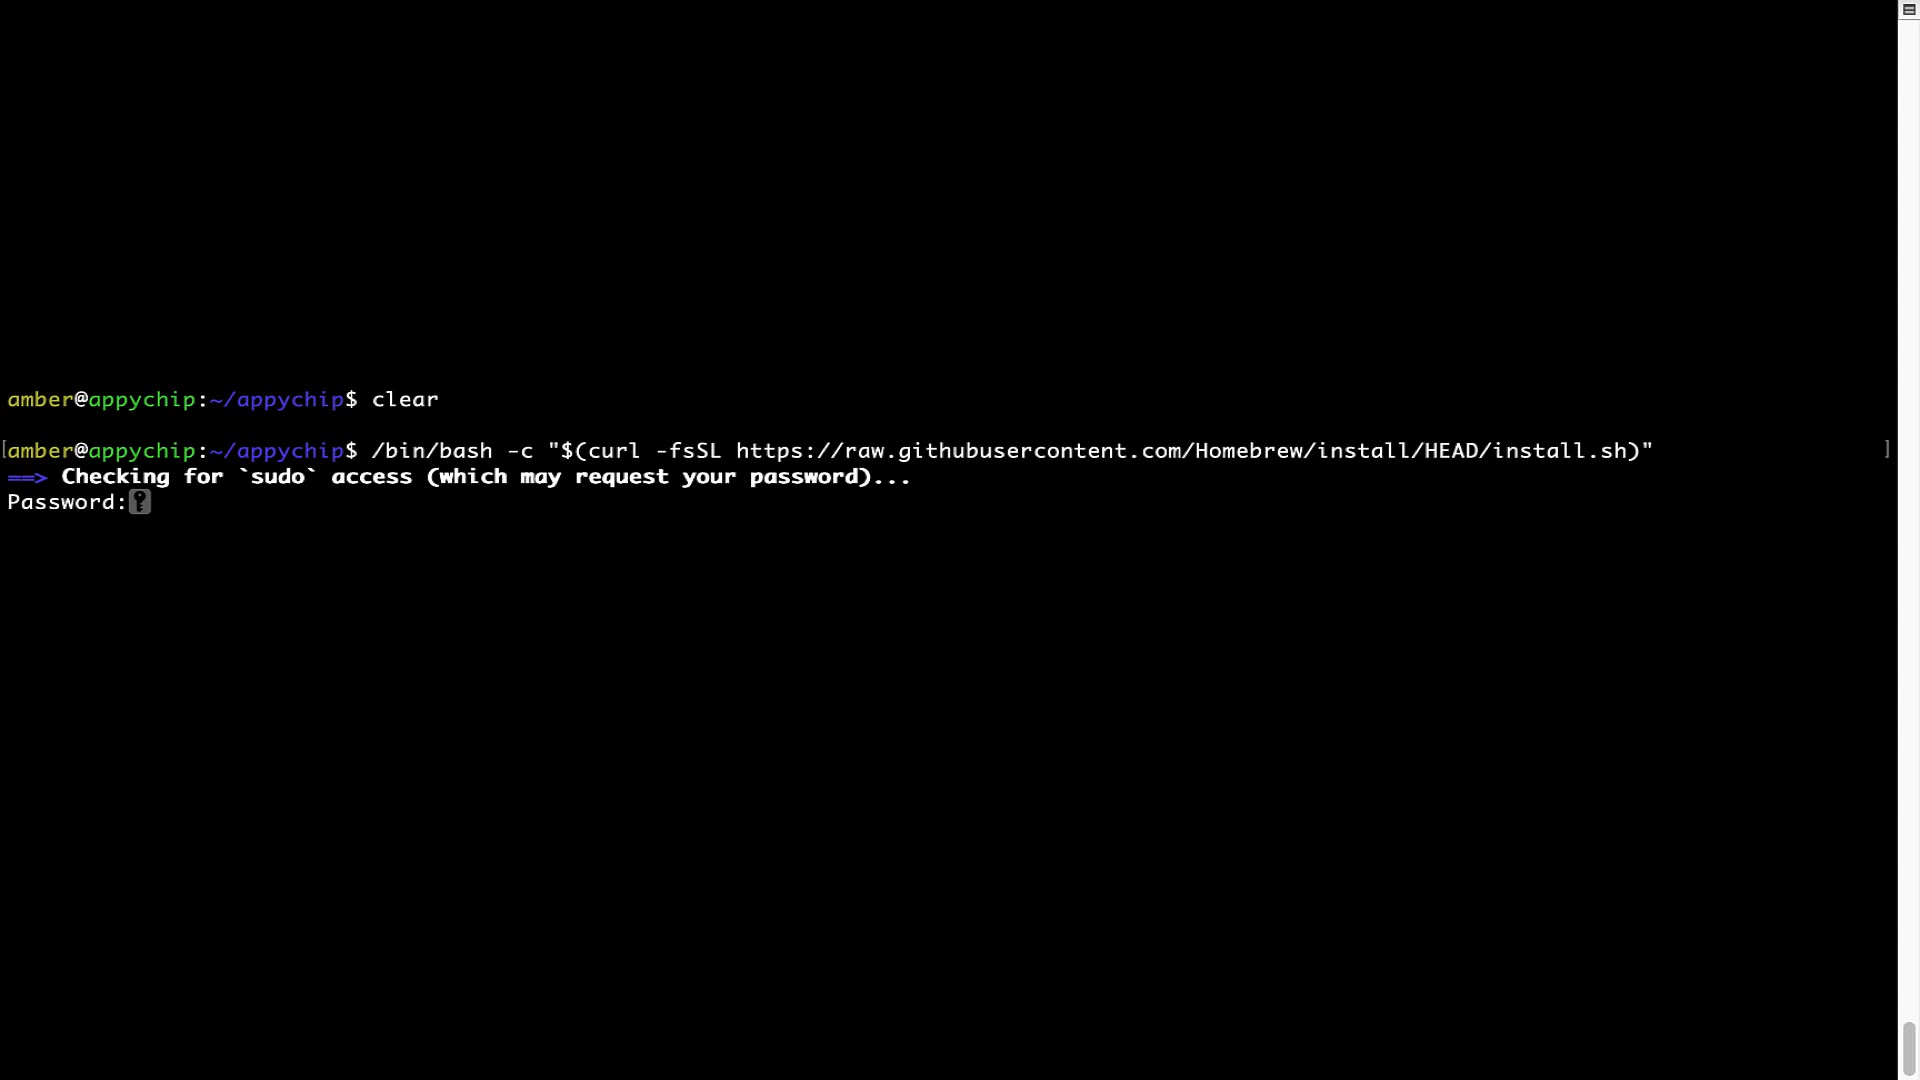 amber@appychip:~/appychip$ clear
[amber@appychip:~/appychip$ /bin/bash -c "$(curl -fsSL https://raw.githubusercontent.com/Homebrew/install/HEAD/install.sh)" ]
==> Checking for `sudo` access (which may request your password)...
Password: